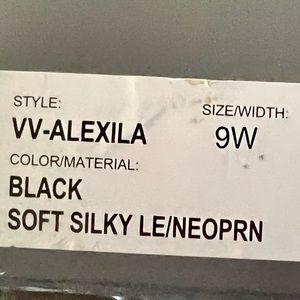 STYLE: SIZE/WIDTH:
VV-ALEXILA 9W
COLOR/MATERIAL:
BLACK
SOFT SILKY LE/NEOPRN